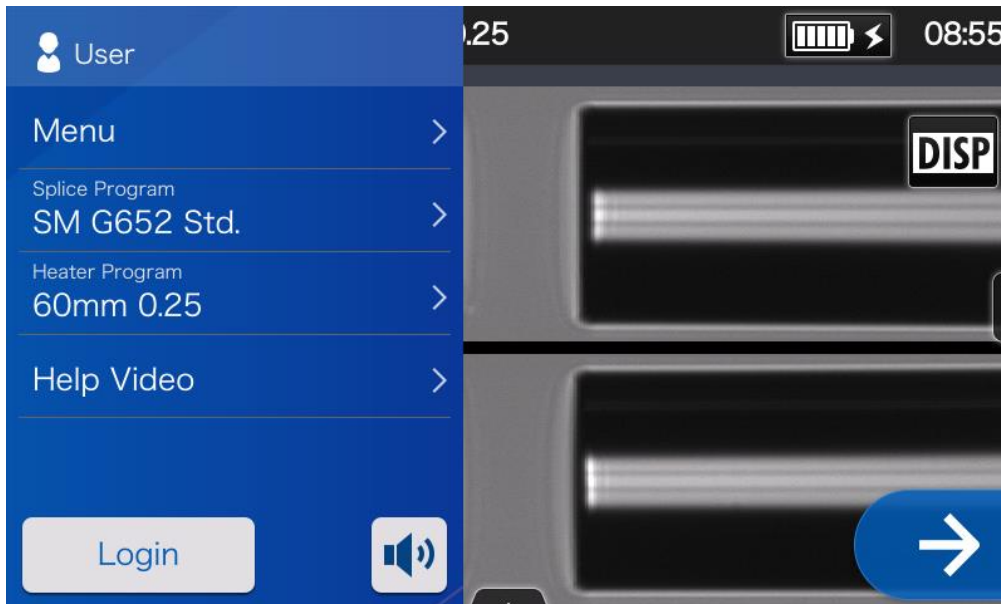 User
.25
08:55
Menu
DISP
Splice Program
SM G652 Std.
Heater Program
60mm 0.25
Help Video
Login